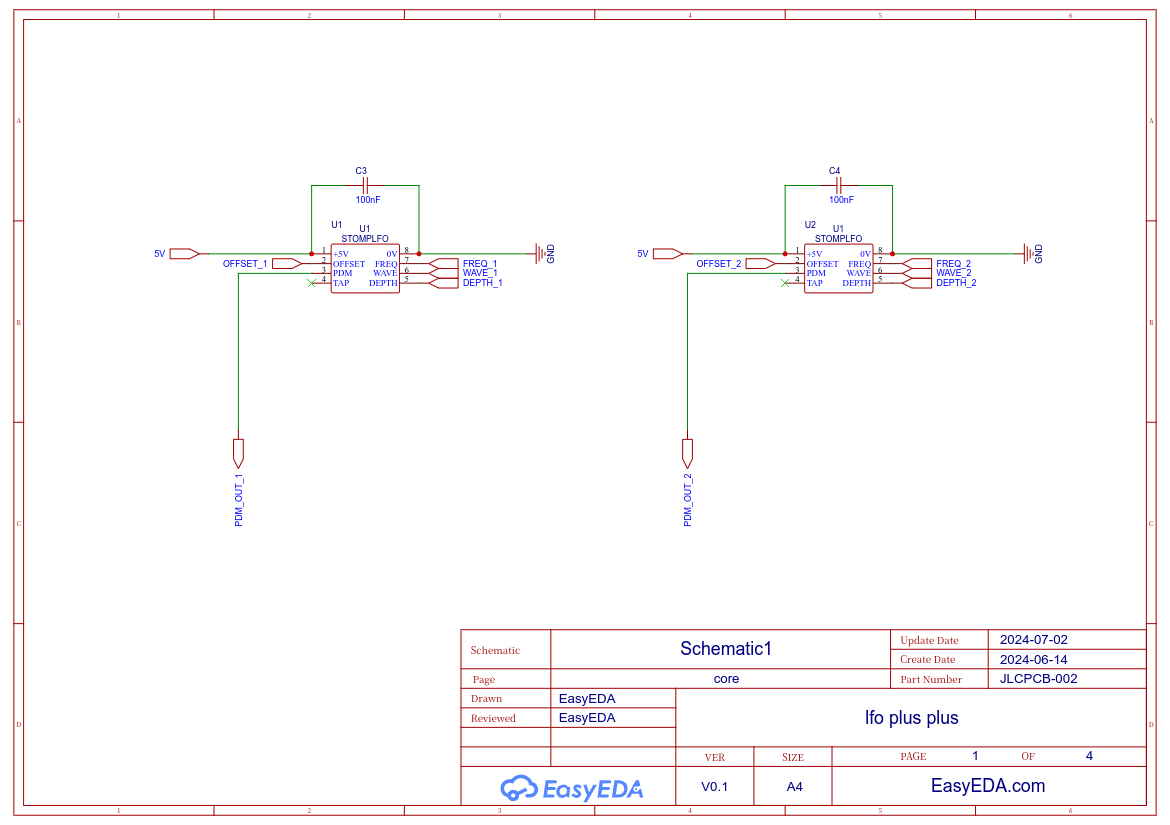 1 2 3 4 5 6
A A
C3 C4
100nF 100nF
U1 U2
U1 U1
STOMPLFO STOMPLFO
5V 1 +5V 0V 8 GND 5V 1 +5V 0V 8 GND
OFFSET_1 2 OFFSET FREQ 7 FREQ_1 OFFSET_2 2 OFFSET FREQ 7 FREQ_2
3 PDM WAVE 6 WAVE_1 3 PDM WAVE 6 WAVE_2
4 TAP DEPTH 5 DEPTH_1 4 TAP DEPTH 5 DEPTH_2
B B
PDM_OUT_1 PDM_OUT_2
C C
Schematic Schematic1 Update Date 2024-07-02
Create Date 2024-06-14
Page core Part Number JLCPCB-002
Drawn EasyEDA
Reviewed EasyEDA lfo plus plus
D D
VER SIZE PAGE 1 OF 4
EasyEDA V0.1 A4 EasyEDA.com
1 2 3 4 5 6